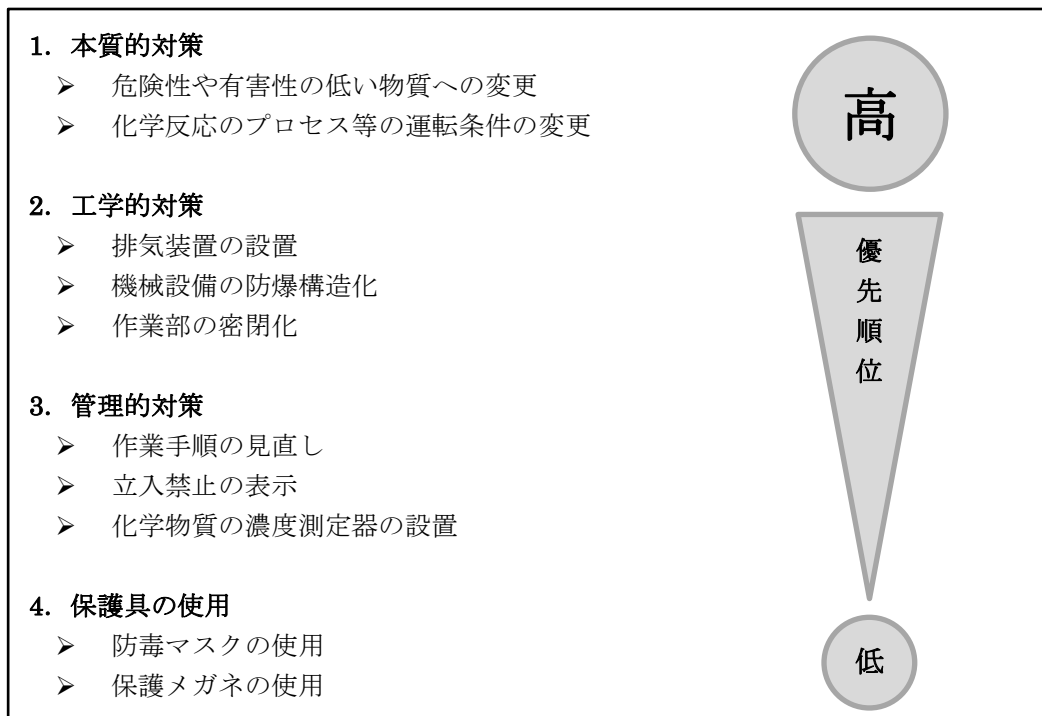 1. 本質的対策
➢ 危険性や有害性の低い物質への変更
➢ 化学反応のプロセス等の運転条件の変更
2. 工学的対策
➢ 排気装置の設置
➢ 機械設備の防爆構造化
➢ 作業部の密閉化
3. 管理的対策
➢ 作業手順の見直し
➢ 立入禁止の表示
➢ 化学物質の濃度測定器の設置
4. 保護具の使用
➢ 防毒マスクの使用
➢ 保護メガネの使用
高
優先順位
低